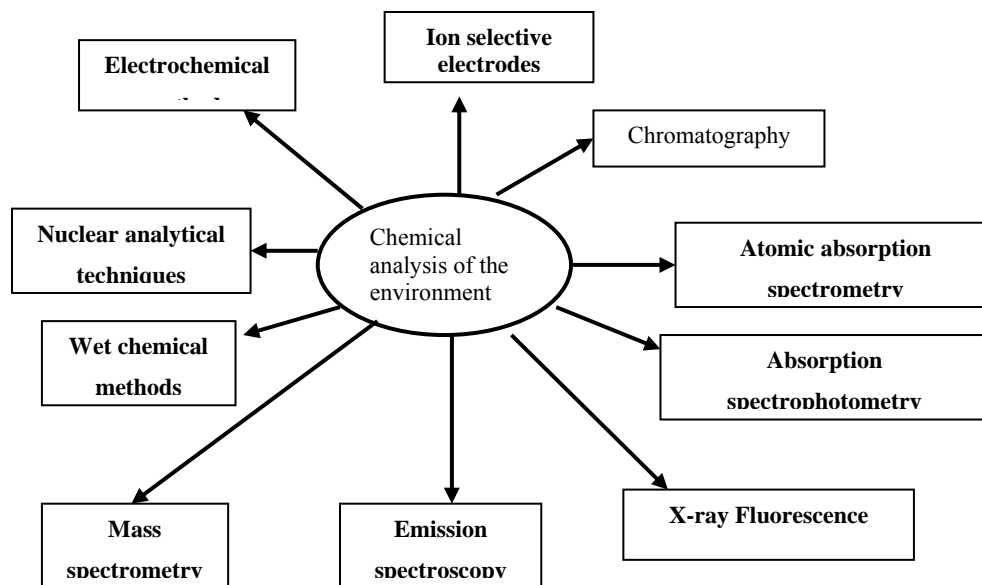 Ion selective
electrodes
Electrochemical
Chromatography
Nuclear analytical
techniques
Chemical
analysis of the
environment
Atomic absorption
spectrometry
Wet chemical
methods
Absorption
spectrophotometry
Mass
spectrometry
Emission
spectroscopy
X-ray Fluorescence